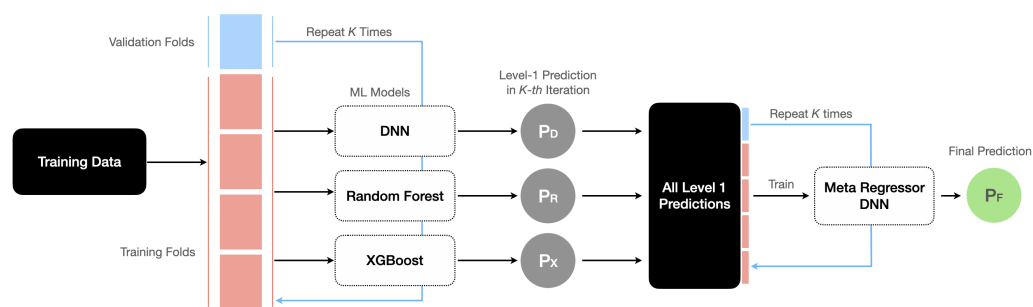 Validation Folds
Repeat K Times
ML Models
Level-1 Prediction
in K-th Iteration
Training Data
DNN
PD
Random Forest
PR
XGBoost
PX
Training Folds
All Level 1
Predictions
Repeat K times
Train
Meta Regressor
DNN
Final Prediction
PF